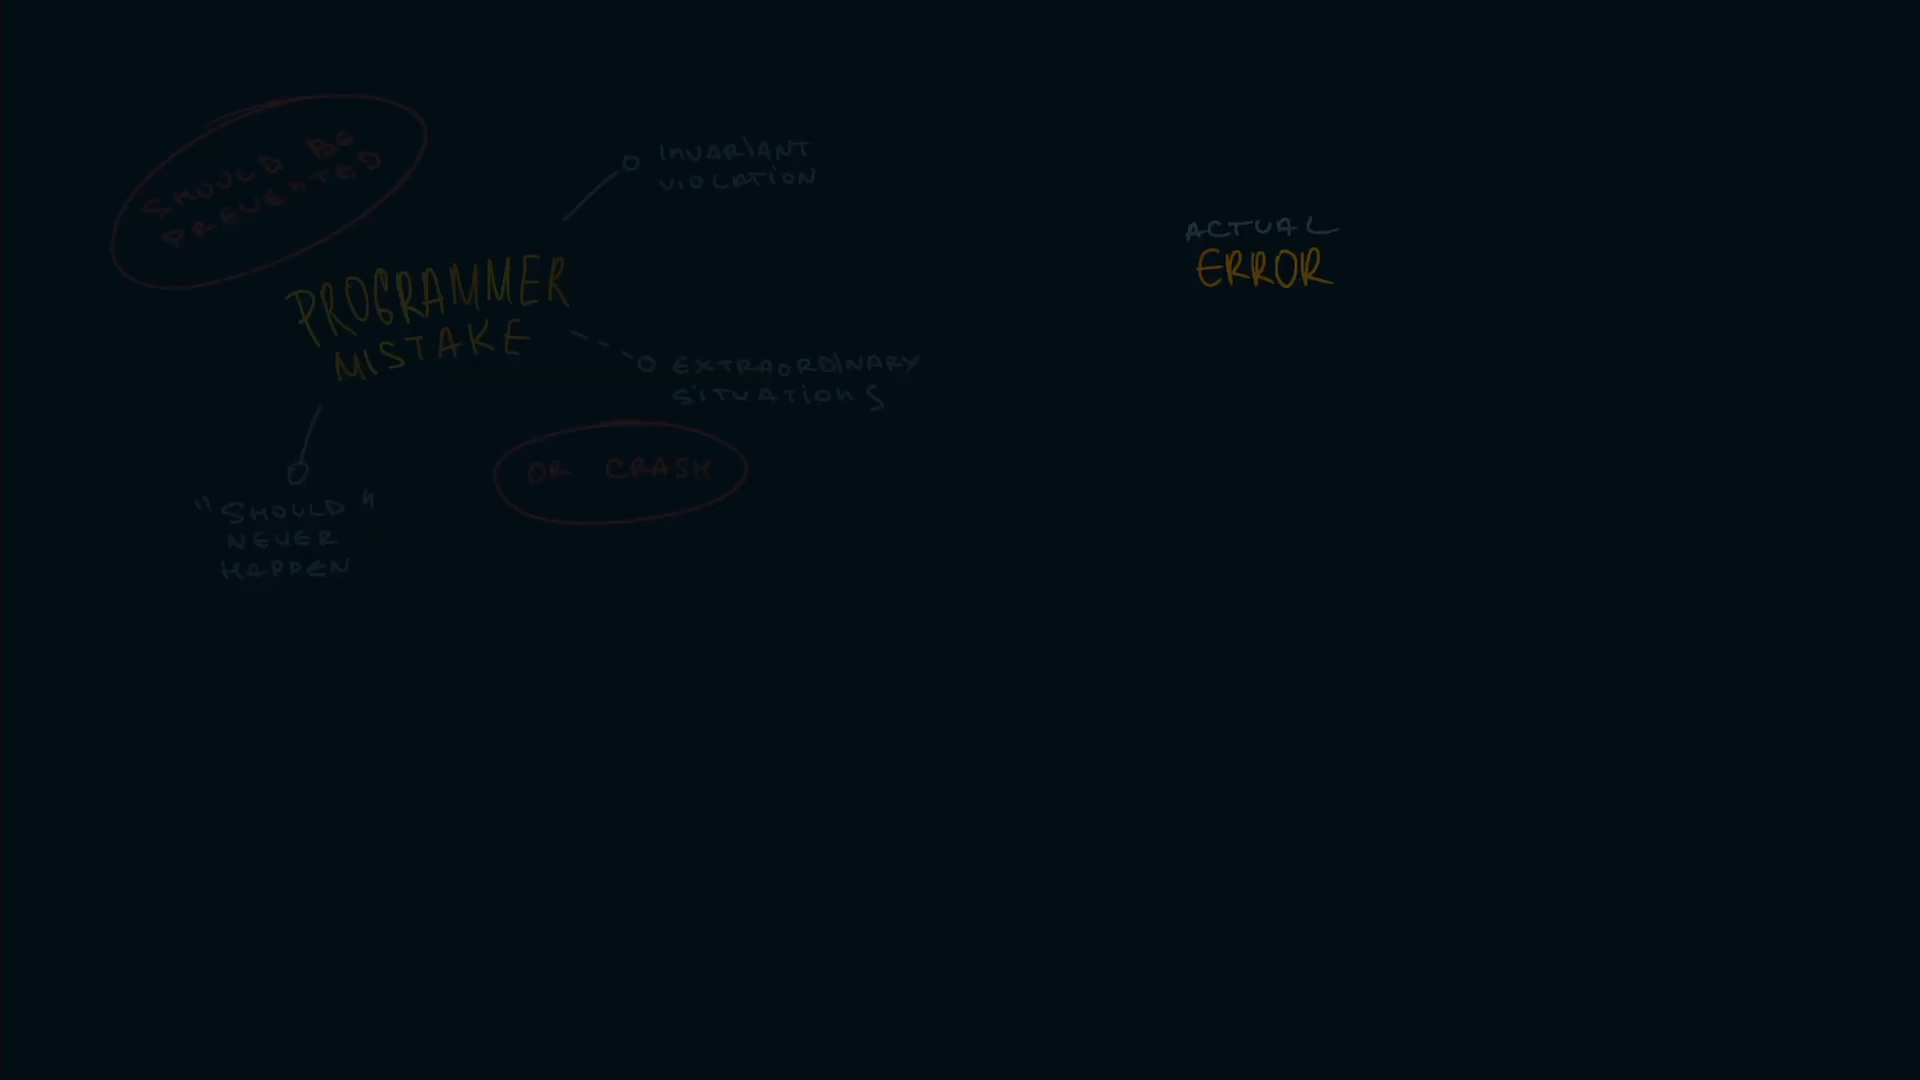 SHOULD BE
PREVENTED
INVARIANT
VIOLATION
PROGRAMMER
MISTAKE
EXTRAORDINARY
SITUATIONS
OR CRASH
"SHOULD"
NEVER
HAPPEN
ACTUAL
ERROR